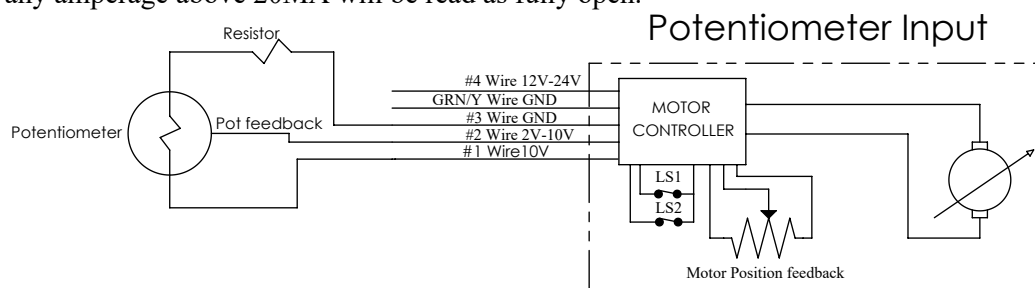 any amperage above 20MA will be read as fully open.
Potentiometer Input
Resistor
#4 Wire 12V-24V
GRN/Y Wire GND
#3 Wire GND
#2 Wire 2V-10V
#1 Wire10V
Potentiometer
Pot feedback
MOTOR
CONTROLLER
LS1
LS2
Motor Position feedback